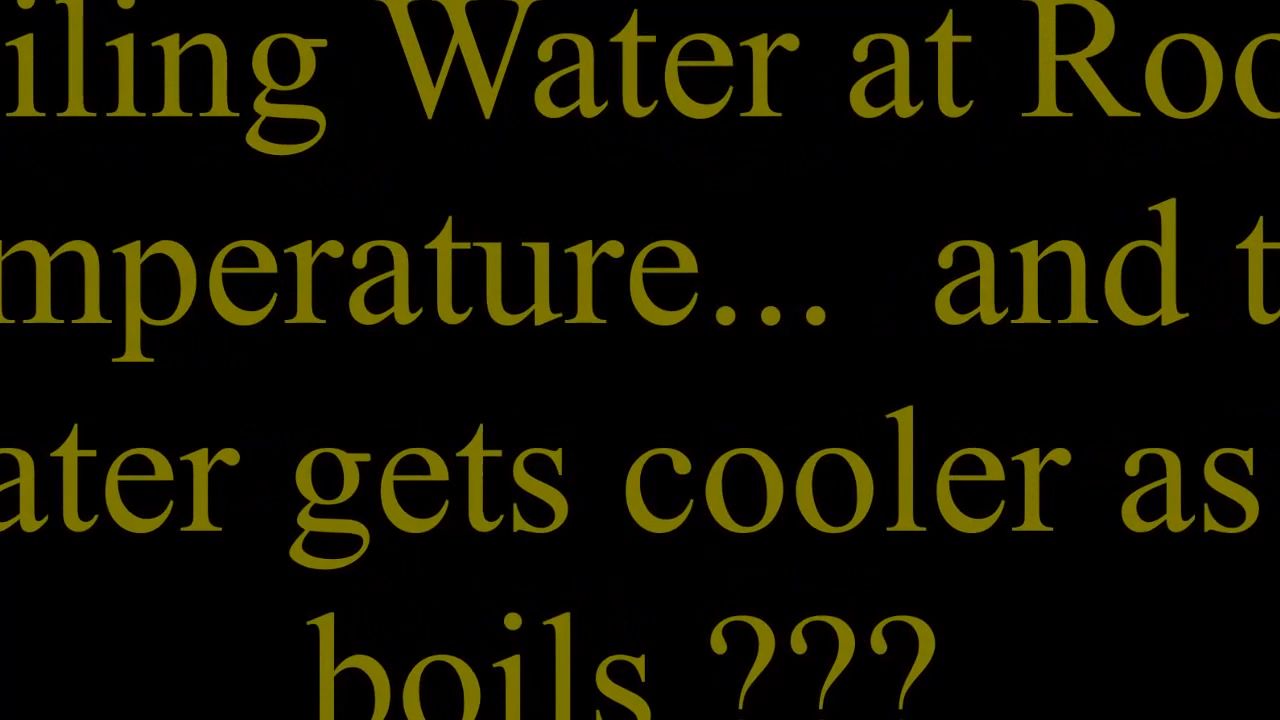 iling Water at Roo
mperature... and t
ater gets cooler as
boils ???